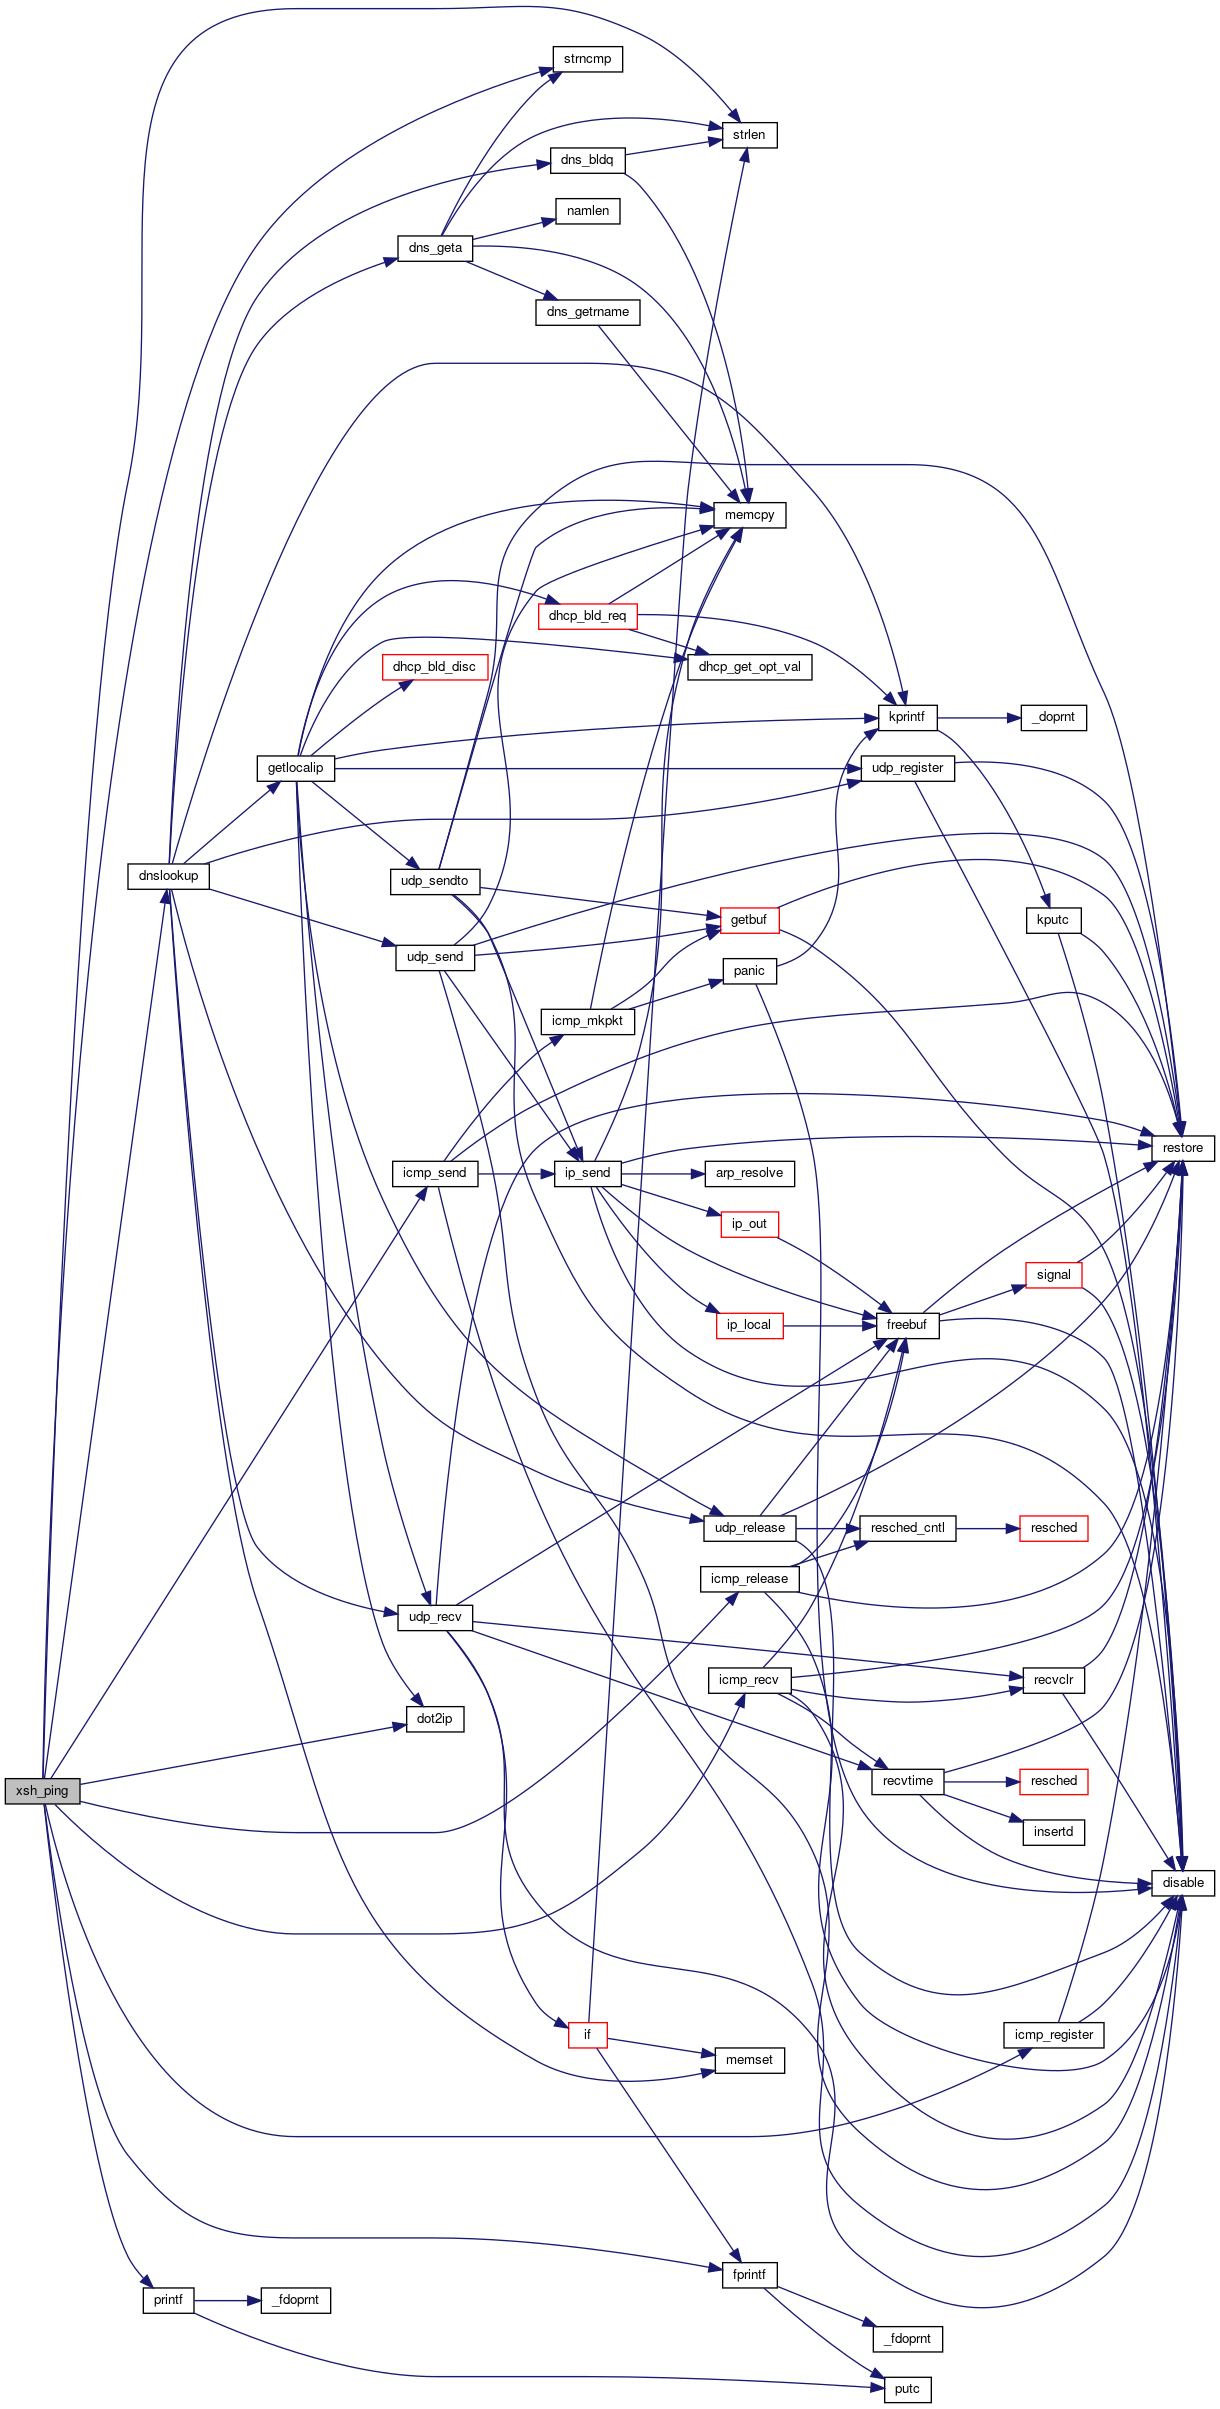 strncmp
strlen
dns_bldq
namlen
dns_geta
dns_getrname
memcpy
dhcp_bld_req
dhcp_bld_disc
dhcp_get_opt_val
kprintf
_doprnt
getlocalip
udp_register
dnslookup
udp_sendto
getbuf
kputc
udp_send
panic
icmp_mkpkt
restore
icmp_send
ip_send
arp_resolve
ip_out
signal
ip_local
freebuf
udp_release
resched_cntl
resched
icmp_release
udp_recv
icmp_recv
recvclr
dot2ip
xsh_ping
recvtime
resched
insertd
disable
if
icmp_register
memset
fprintf
printf
_fdoprnt
_fdoprnt
putc